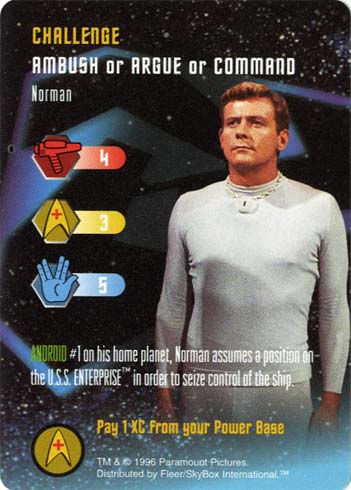 CHALLENGE
AMBUSH or ARGUE or COMMAND
Norman
4
3
5
1
ANDROID #1 on his home planet, Norman assumes a position on
the U.S.S. ENTERPRISE™ in order to seize control of the ship.
Pay 1 XC From your Power Base
TM & © 1996 Paramount Pictures.
Distributed by Fleer/SkyBox International.™